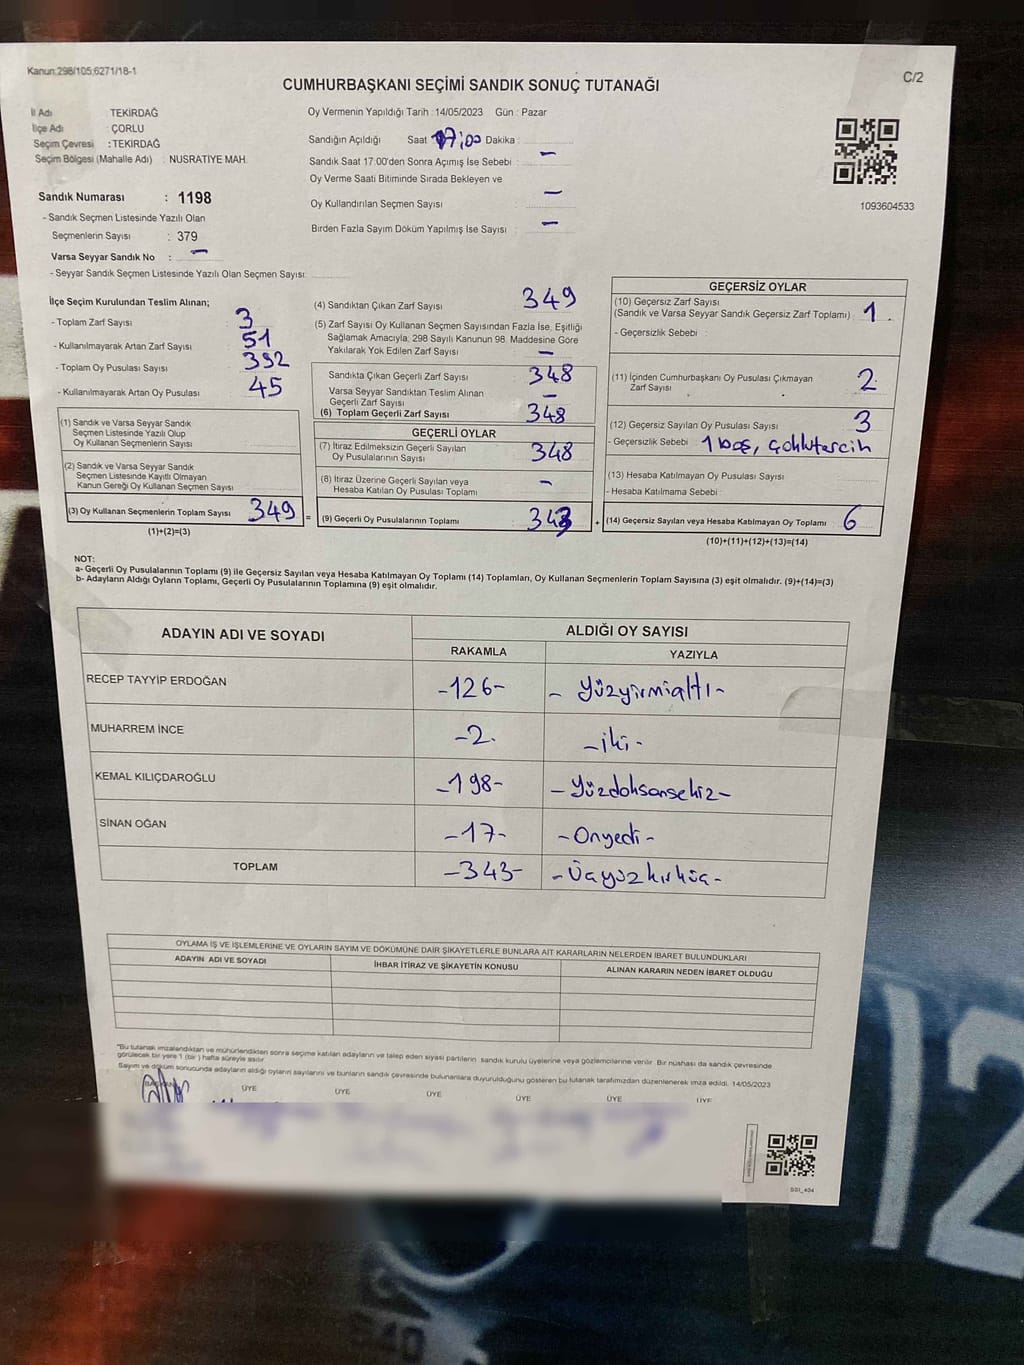 Kanun:298/105;6271/18-1
C/2
CUMHURBAŞKANI SEÇİMİ SANDIK SONUÇ TUTANAĞI
İl Adı : TEKİRDAĞ
İlçe Adı : ÇORLU
Seçim Çevresi : TEKİRDAĞ
Seçim Bölgesi (Mahalle Adı) : NUSRATIYE MAH.
Sandık Numarası : 1198
- Sandık Seçmen Listesinde Yazılı Olan
Seçmenlerin Sayısı : 379
Varsa Seyyar Sandık No : -
- Seyyar Sandık Seçmen Listesinde Yazılı Olan Seçmen Sayısı:
Oy Vermenin Yapıldığı Tarih : 14/05/2023 Gün : Pazar
Sandığın Açıldığı Saat 17:00 Dakika :
Sandık Saat 17:00'den Sonra Açımış İse Sebebi : -
Oy Verme Saati Bitiminde Sırada Bekleyen ve
Oy Kullandırılan Seçmen Sayısı -
Birden Fazla Sayım Döküm Yapılmış İse Sayısı : -
1093604533
İlçe Seçim Kurulundan Teslim Alınan;
- Toplam Zarf Sayısı 3
- Kullanılmayarak Artan Zarf Sayısı 51
- Toplam Oy Pusulası Sayısı 392
- Kullanılmayarak Artan Oy Pusulası 45
(1) Sandık ve Varsa Seyyar Sandık
Seçmen Listesinde Yazılı Olup
Oy Kullanan Seçmenlerin Sayısı
(2) Sandık ve Varsa Seyyar Sandık
Seçmen Listesinde Kayıtlı Olmayan
Kanun Gereği Oy Kullanan Seçmen Sayısı
(3) Oy Kullanan Seçmenlerin Toplam Sayısı 349
(1)+(2)=(3)
(4) Sandıktan Çıkan Zarf Sayısı 349
(5) Zarf Sayısı Oy Kullanan Seçmen Sayısından Fazla İse, Eşitliği
Sağlamak Amacıyla; 298 Sayılı Kanunun 98. Maddesine Göre
Yakılarak Yok Edilen Zarf Sayısı -
Sandıkta Çıkan Geçerli Zarf Sayısı 348
Varsa Seyyar Sandıktan Teslim Alınan
Geçerli Zarf Sayısı -
(6) Toplam Geçerli Zarf Sayısı 348
GEÇERLİ OYLAR
(7) İtiraz Edilmeksizin Geçerli Sayılan
Oy Pusulalarının Sayısı 348
(8) İtiraz Üzerine Geçerli Sayılan veya
Hesaba Katılan Oy Pusulası Toplamı -
= (9) Geçerli Oy Pusulalarının Toplamı 343 +
GEÇERSİZ OYLAR
(10) Geçersiz Zarf Sayısı
(Sandık ve Varsa Seyyar Sandık Geçersiz Zarf Toplamı) 1
- Geçersizlik Sebebi :
(11) İçinden Cumhurbaşkanı Oy Pusulası Çıkmayan
Zarf Sayısı 2
(12) Geçersiz Sayılan Oy Pusulası Sayısı 3
- Geçersizlik Sebebi : 1 boş, çoklutercih
(13) Hesaba Katılmayan Oy Pusulası Sayısı
- Hesaba Katılmama Sebebi
(14) Geçersiz Sayılan veya Hesaba Katılmayan Oy Toplamı 6
(10)+(11)+(12)+(13)=(14)
NOT:
a- Geçerli Oy Pusulalarının Toplamı (9) ile Geçersiz Sayılan veya Hesaba Katılmayan Oy Toplamı (14) Toplamları, Oy Kullanan Seçmenlerin Toplam Sayısına (3) eşit olmalıdır. (9)+(14)=(3)
b- Adayların Aldığı Oyların Toplamı, Geçerli Oy Pusulalarının Toplamına (9) eşit olmalıdır.
ADAYIN ADI VE SOYADI
ALDIĞI OY SAYISI
RAKAMLA YAZIYLA
RECEP TAYYİP ERDOĞAN -126- - Yüzyirmialtı -
MUHARREM İNCE -2. - iki -
KEMAL KILIÇDAROĞLU -198- - Yüzdoksansekiz -
SİNAN OĞAN -17- - Onyedi -
TOPLAM -343- - Üçyüzkırküç -
OYLAMA İŞ VE İŞLEMLERİNE VE OYLARIN SAYIM VE DÖKÜMÜNE DAİR ŞİKAYETLERLE BUNLARA AİT KARARLARIN NELERDEN İBARET BULUNDUKLARI
ADAYIN ADI VE SOYADI İHBAR İTİRAZ VE ŞİKAYETİN KONUSU ALINAN KARARIN NEDEN İBARET OLDUĞU
"Bu tutanak imzalandıktan ve mühürlendikten sonra seçime katılan adayların ve talep eden siyasi partilerin sandık kurulu üyelerine veya gözlemcilerine verilir. Bir nüshası da sandık çevresinde
görülecek bir yere 1 (bir) hafta süreyle asılır.
Sayım ve döküm sonucunda adayların aldığı oyların sayılarını ve bunların sandık çevresinde bulunanlara duyurulduğunu gösteren bu tutanak tarafımızdan düzenlenerek imza edildi. 14/05/2023
BAŞKAN ÜYE ÜYE ÜYE ÜYE ÜYE ÜYE